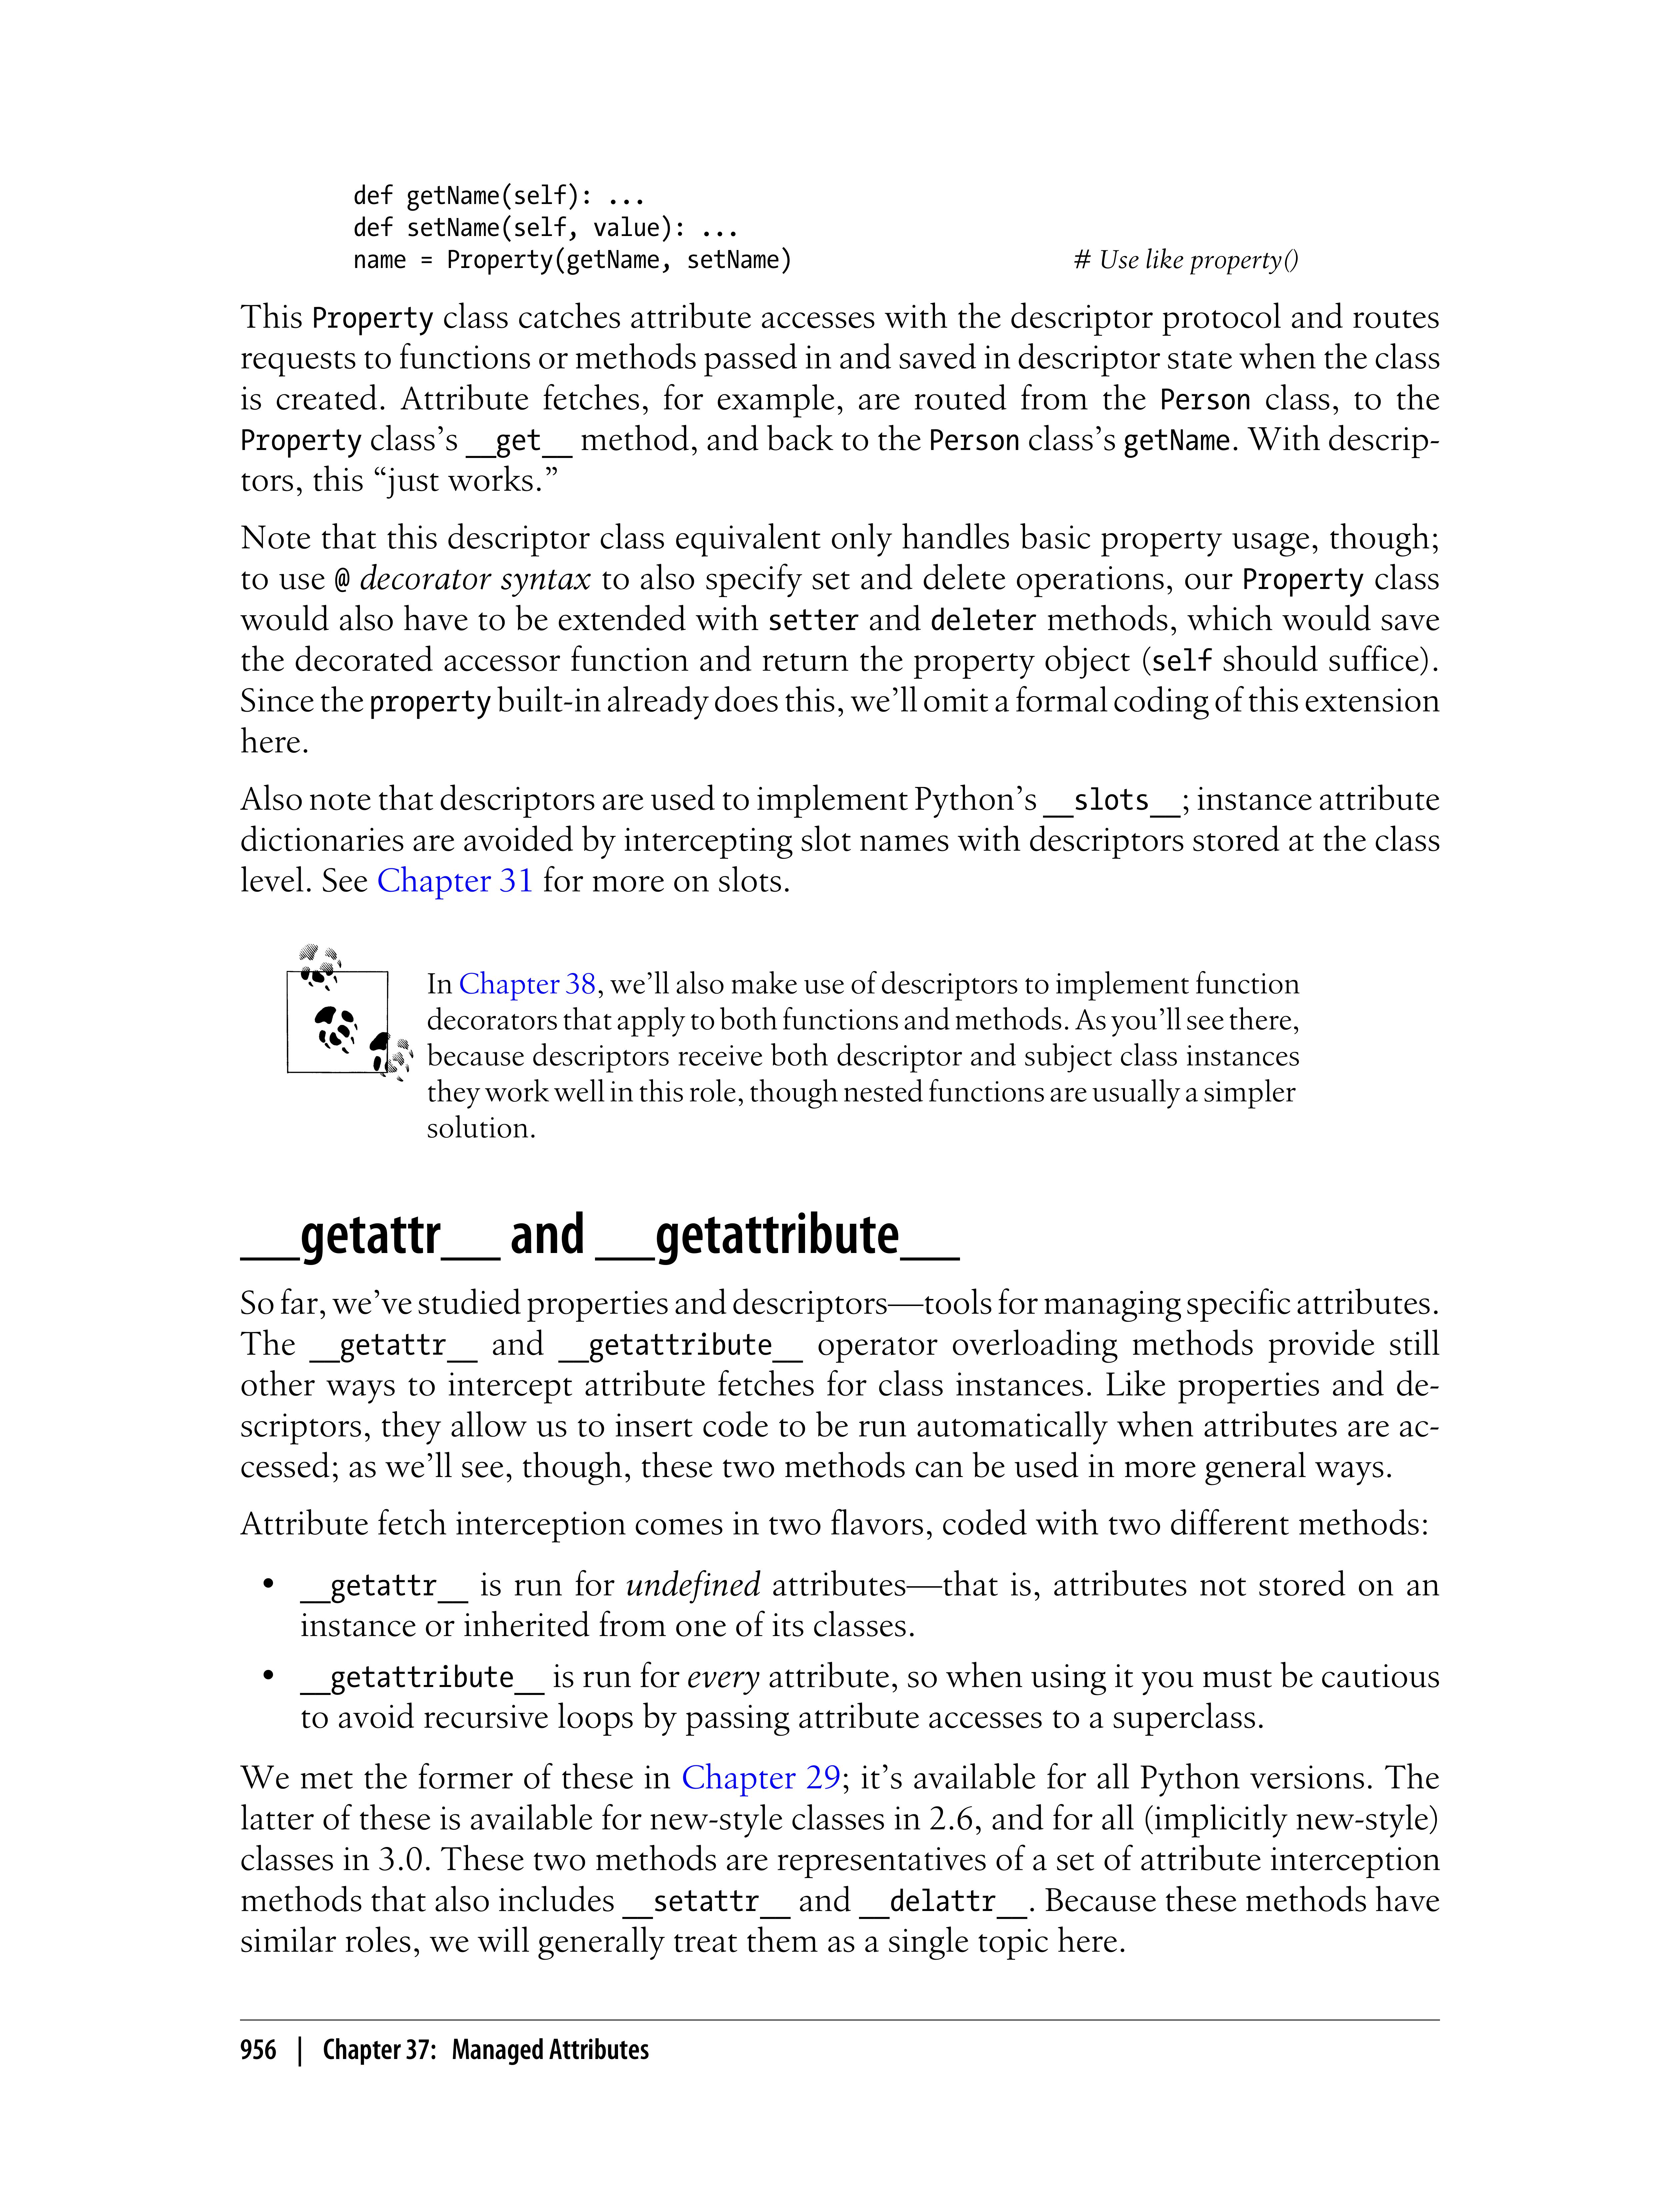 def getName(self): ...
def setName(self, value): ...
name = Property(getName, setName) # Use like property()
This Property class catches attribute accesses with the descriptor protocol and routes
requests to functions or methods passed in and saved in descriptor state when the class
is created. Attribute fetches, for example, are routed from the Person class, to the
Property class’s __get__ method, and back to the Person class’s getName. With descrip-
tors, this “just works.”
Note that this descriptor class equivalent only handles basic property usage, though;
to use @ decorator syntax to also specify set and delete operations, our Property class
would also have to be extended with setter and deleter methods, which would save
the decorated accessor function and return the property object (self should suffice).
Since the property built-in already does this, we’ll omit a formal coding of this extension
here.
Also note that descriptors are used to implement Python’s __slots__; instance attribute
dictionaries are avoided by intercepting slot names with descriptors stored at the class
level. See Chapter 31 for more on slots.
In Chapter 38, we’ll also make use of descriptors to implement function
decorators that apply to both functions and methods. As you’ll see there,
because descriptors receive both descriptor and subject class instances
they work well in this role, though nested functions are usually a simpler
solution.
__getattr__ and __getattribute__
So far, we’ve studied properties and descriptors—tools for managing specific attributes.
The __getattr__ and __getattribute__ operator overloading methods provide still
other ways to intercept attribute fetches for class instances. Like properties and de-
scriptors, they allow us to insert code to be run automatically when attributes are ac-
cessed; as we’ll see, though, these two methods can be used in more general ways.
Attribute fetch interception comes in two flavors, coded with two different methods:
• __getattr__ is run for undefined attributes—that is, attributes not stored on an
instance or inherited from one of its classes.
• __getattribute__ is run for every attribute, so when using it you must be cautious
to avoid recursive loops by passing attribute accesses to a superclass.
We met the former of these in Chapter 29; it’s available for all Python versions. The
latter of these is available for new-style classes in 2.6, and for all (implicitly new-style)
classes in 3.0. These two methods are representatives of a set of attribute interception
methods that also includes __setattr__ and __delattr__. Because these methods have
similar roles, we will generally treat them as a single topic here.
956 | Chapter 37: Managed Attributes